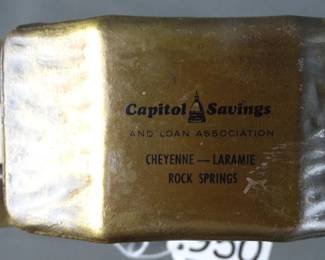 Capitol Savings
AND LOAN ASSOCIATION
CHEYENNE — LARAMIE
ROCK SPRINGS